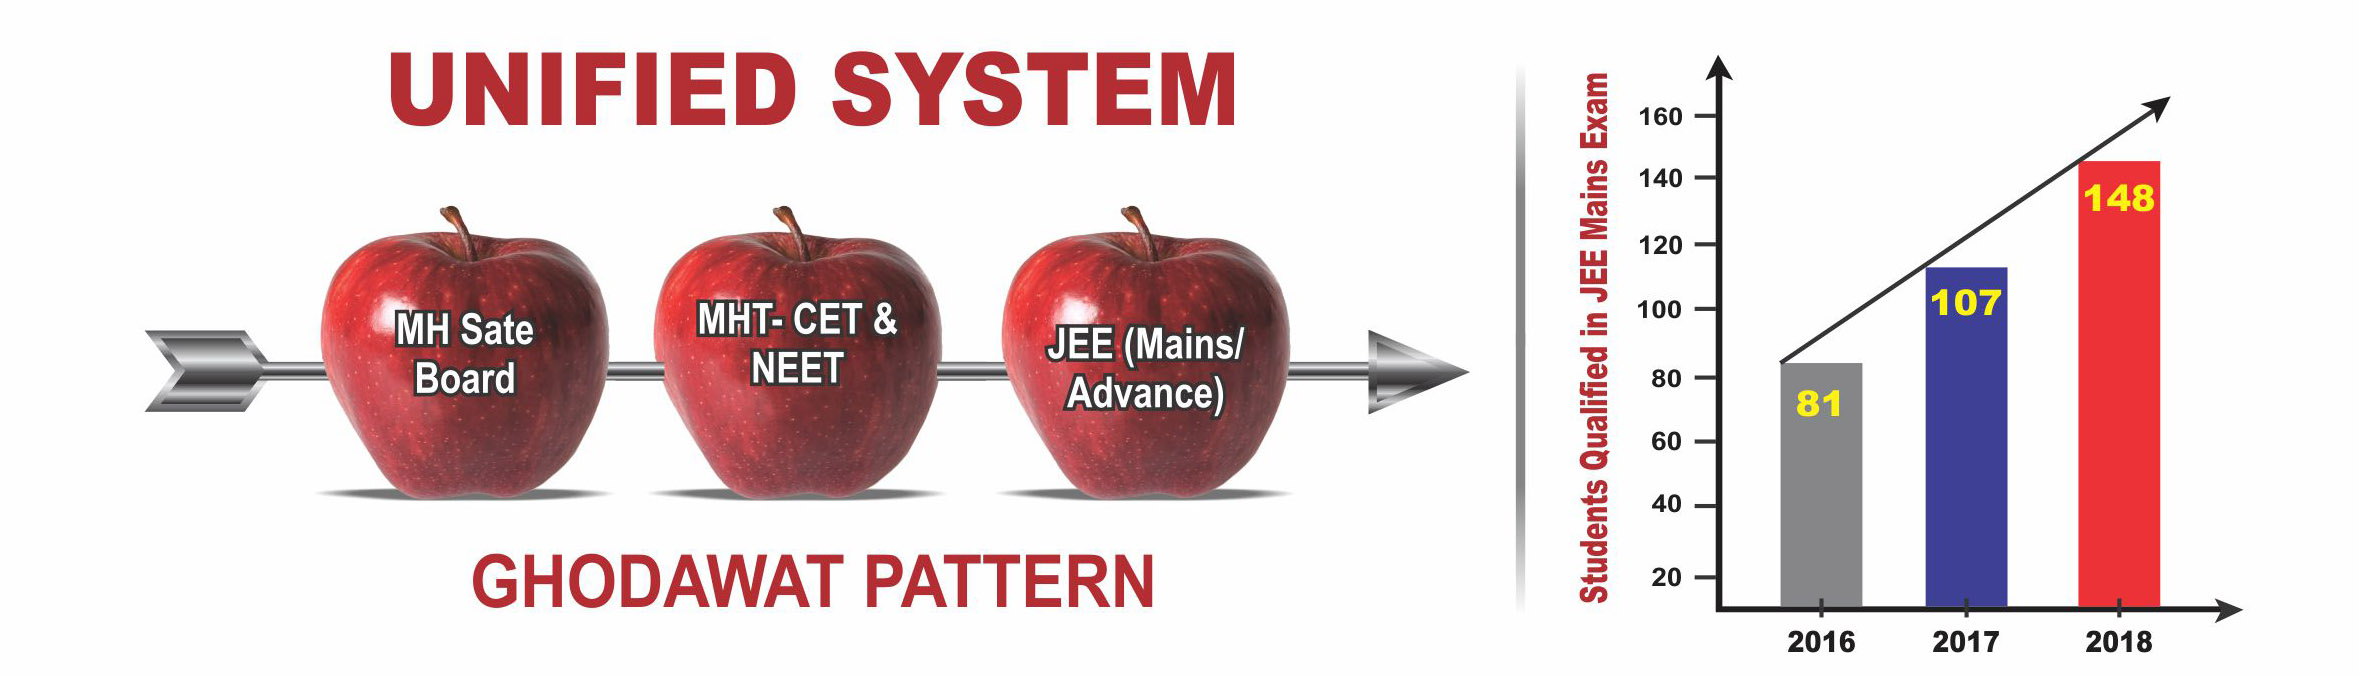 UNIFIED SYSTEM
MH Sate
Board
MHT- CET &
NEET
JEE (Mains/
Advance)
GHODAWAT PATTERN
Students Qualified in JEE Mains Exam
160
140
120
100
80
60
40
20
81
107
148
2016
2017
2018